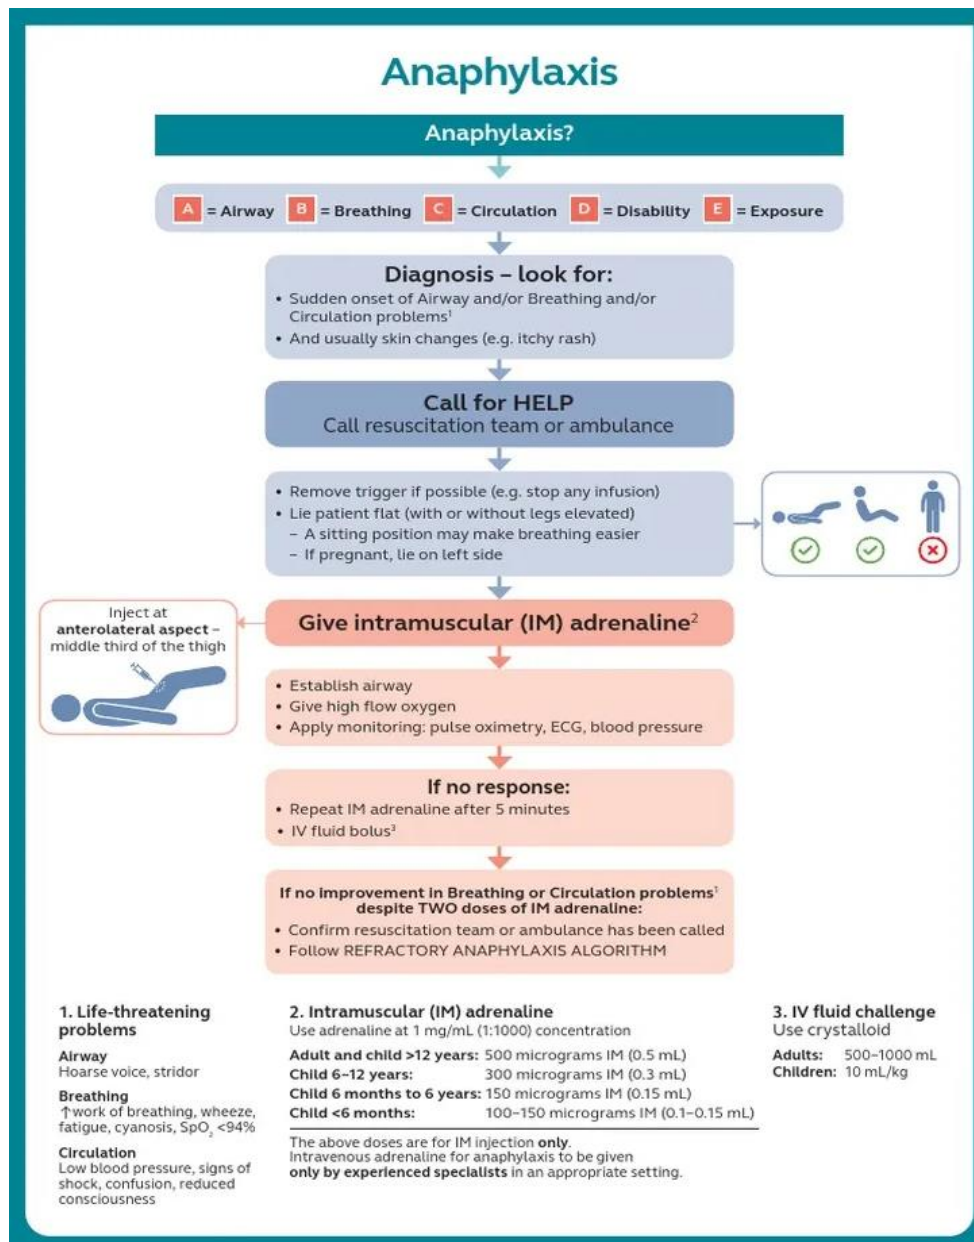 Anaphylaxis
Anaphylaxis?
A = Airway B = Breathing C = Circulation D = Disability E = Exposure
Diagnosis – look for:
• Sudden onset of Airway and/or Breathing and/or
Circulation problems¹
• And usually skin changes (e.g. itchy rash)
Call for HELP
Call resuscitation team or ambulance
• Remove trigger if possible (e.g. stop any infusion)
• Lie patient flat (with or without legs elevated)
– A sitting position may make breathing easier
– If pregnant, lie on left side
Inject at
anterolateral aspect –
middle third of the thigh
Give intramuscular (IM) adrenaline²
• Establish airway
• Give high flow oxygen
• Apply monitoring: pulse oximetry, ECG, blood pressure
If no response:
• Repeat IM adrenaline after 5 minutes
• IV fluid bolus³
If no improvement in Breathing or Circulation problems¹
despite TWO doses of IM adrenaline:
• Confirm resuscitation team or ambulance has been called
• Follow REFRACTORY ANAPHYLAXIS ALGORITHM
1. Life-threatening
problems
Airway
Hoarse voice, stridor
Breathing
↑work of breathing, wheeze,
fatigue, cyanosis, SpO₂ <94%
Circulation
Low blood pressure, signs of
shock, confusion, reduced
consciousness
2. Intramuscular (IM) adrenaline
Use adrenaline at 1 mg/mL (1:1000) concentration
Adult and child >12 years: 500 micrograms IM (0.5 mL)
Child 6–12 years: 300 micrograms IM (0.3 mL)
Child 6 months to 6 years: 150 micrograms IM (0.15 mL)
Child <6 months: 100–150 micrograms IM (0.1–0.15 mL)
The above doses are for IM injection only.
Intravenous adrenaline for anaphylaxis to be given
only by experienced specialists in an appropriate setting.
3. IV fluid challenge
Use crystalloid
Adults: 500–1000 mL
Children: 10 mL/kg